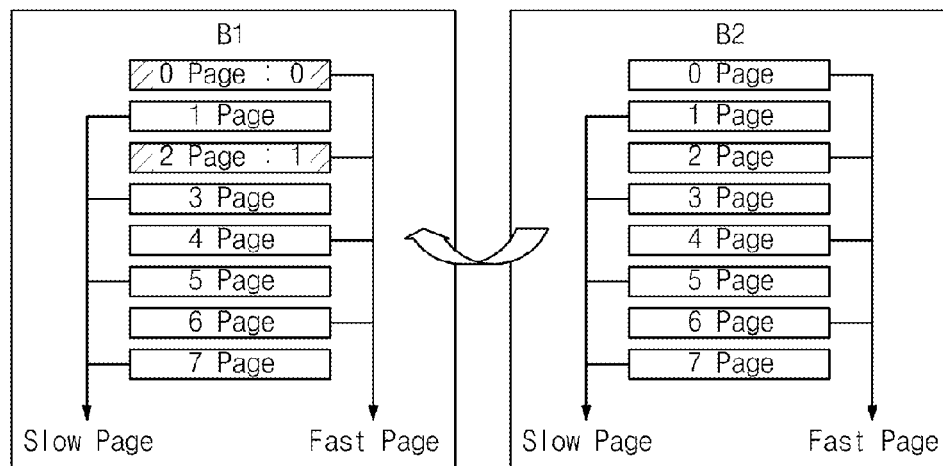 B1
0 Page : 0
1 Page
2 Page : 1
3 Page
4 Page
5 Page
6 Page
7 Page
Slow Page
Fast Page
B2
0 Page
1 Page
2 Page
3 Page
4 Page
5 Page
6 Page
7 Page
Slow Page
Fast Page